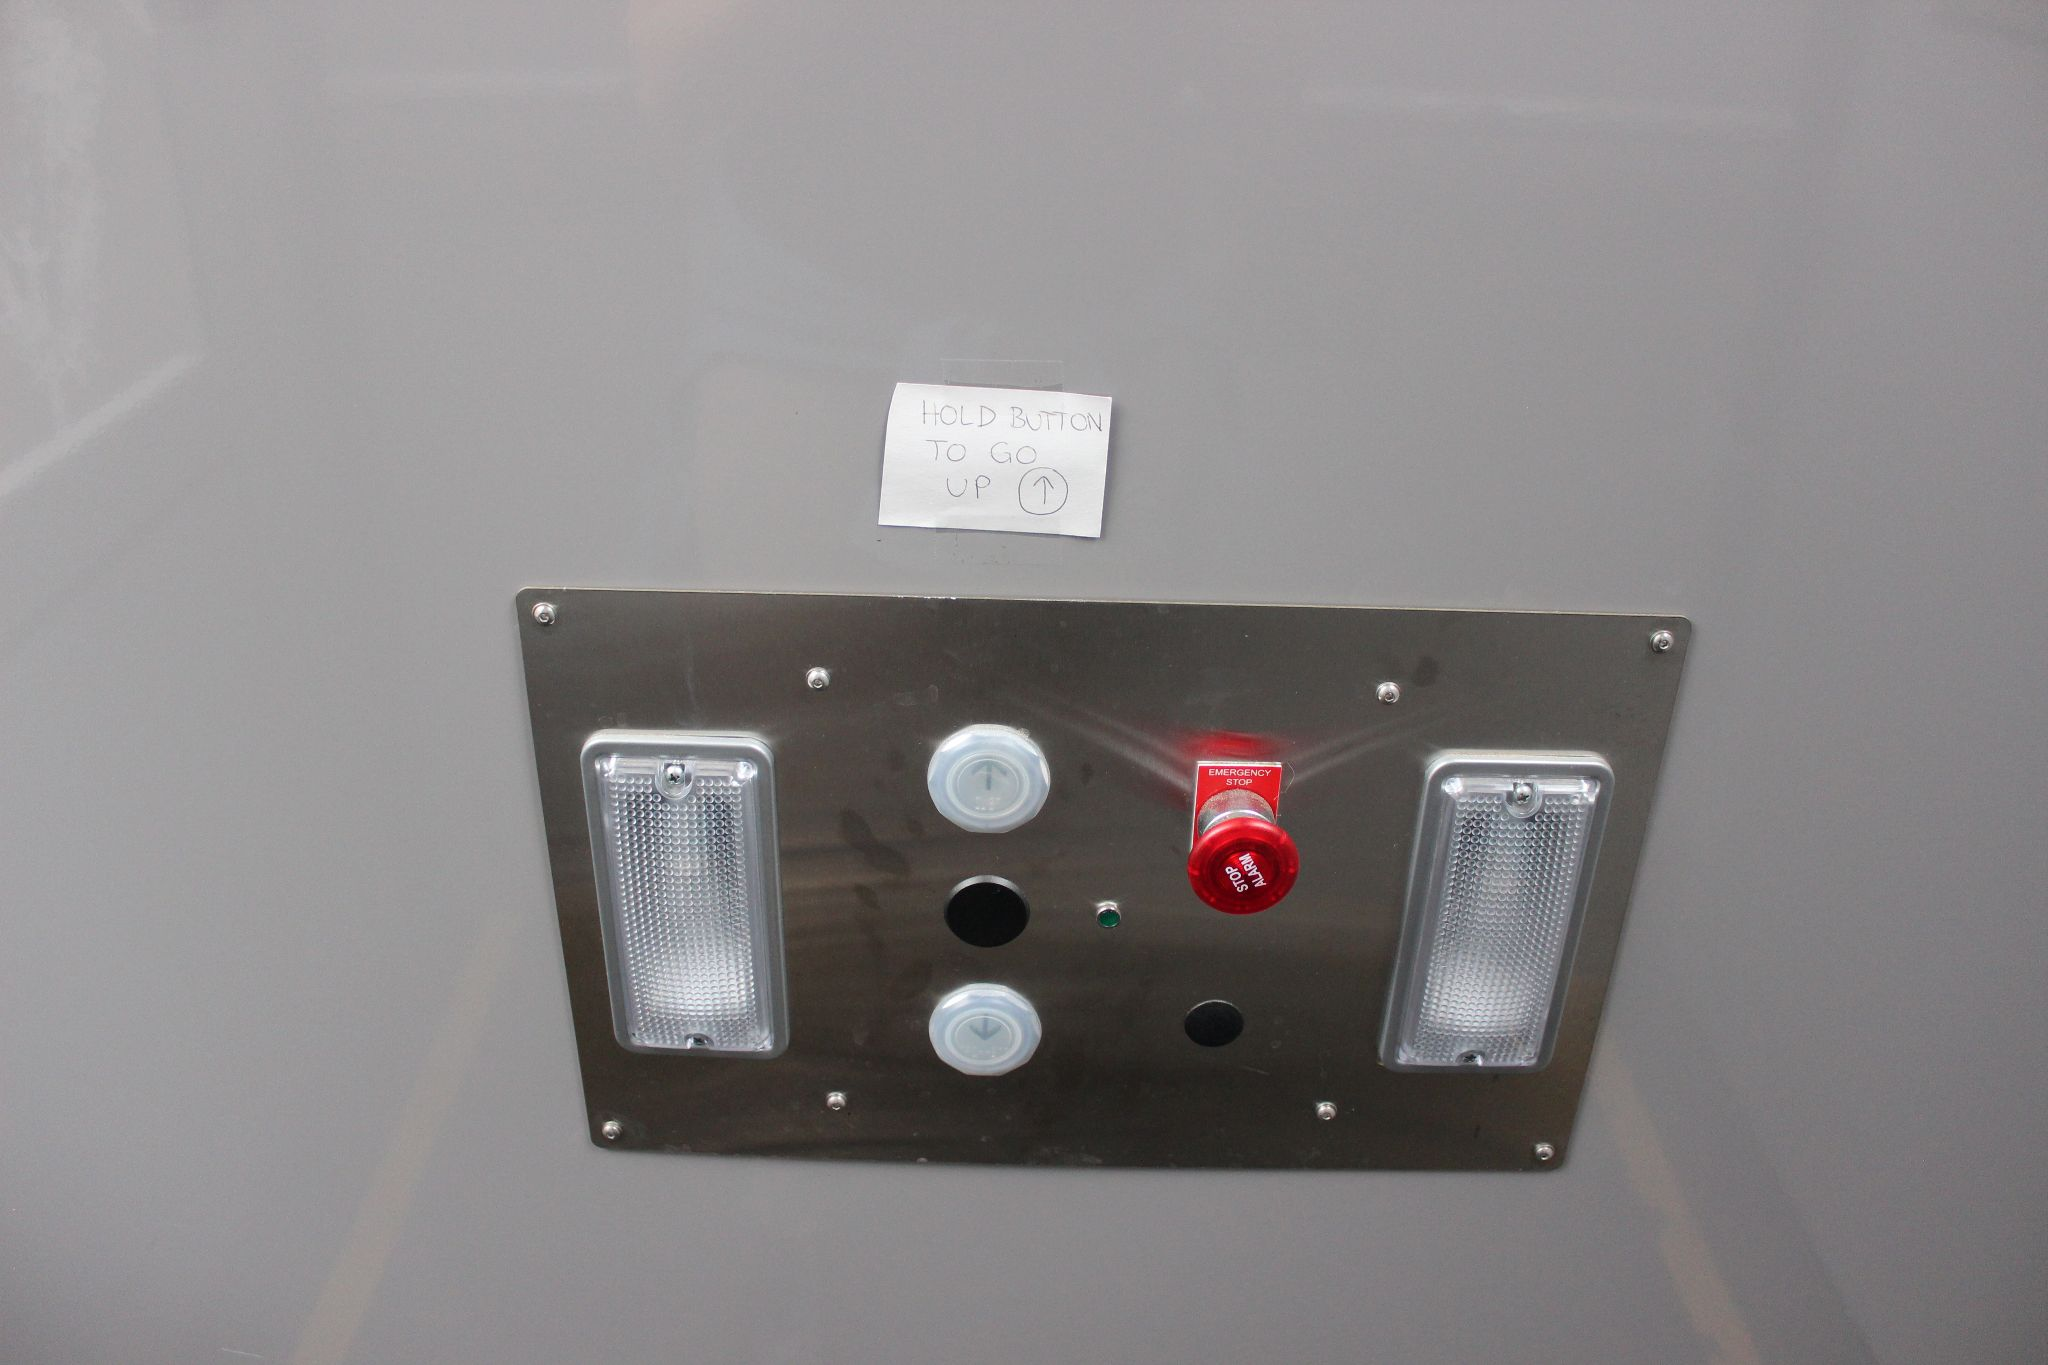 HOLD BUTTON
TO GO
UP ↑
EMERGENCY
STOP
STOP
ALARM